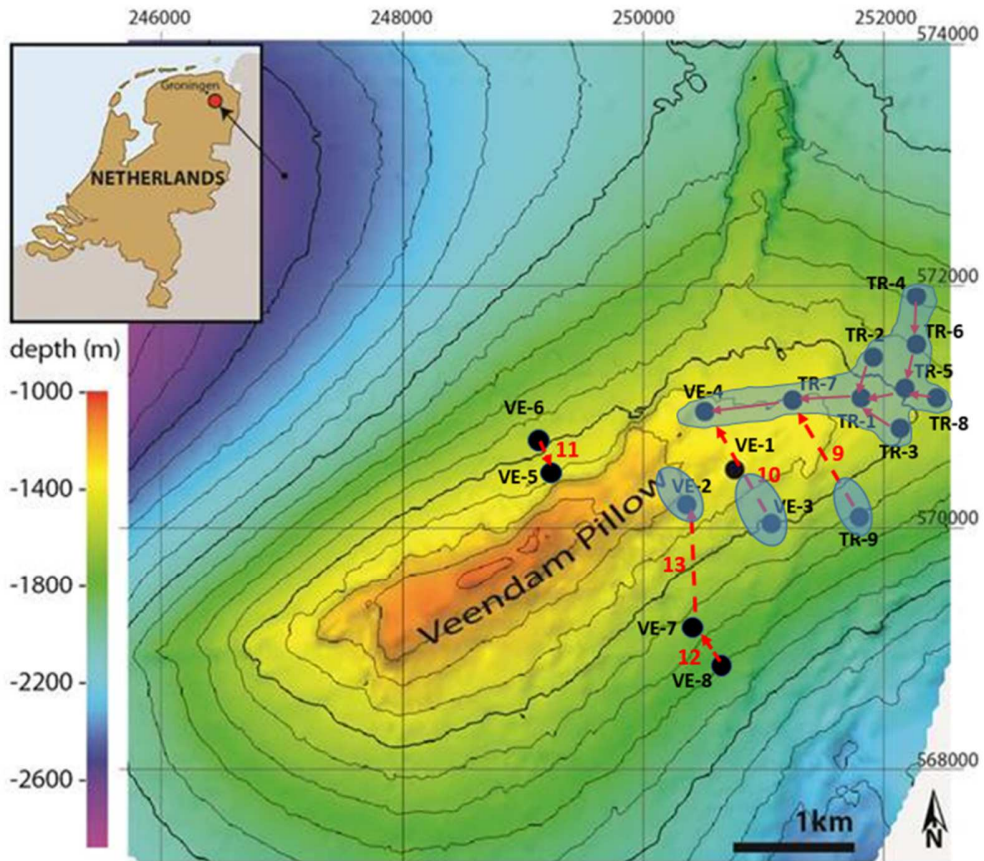 246000
248000
250000
252000
574000
Groningen
NETHERLANDS
572000
TR-4
TR-2
TR-6
depth (m)
TR-5
-1000
VE-4
TR-7
VE-6
TR-1
TR-8
11
VE-1
9
TR-3
VE-5
10
-1400
VE-2
VE-3
570000
TR-9
Veendam Pillow
13
-1800
VE-7
12
VE-8
-2200
568000
-2600
1km
N